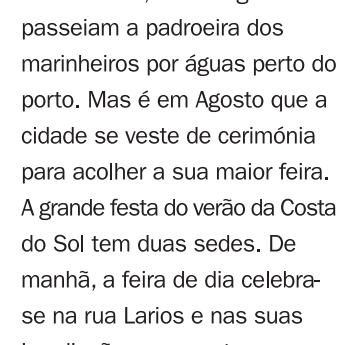 passeiam a padroeira dos
marinheiros por águas perto do
porto. Mas é em Agosto que a
cidade se veste de cerimónia
para acolher a sua maior feira.
A grande festa do verão da Costa
do Sol tem duas sedes. De
manhã, a feira de dia celebra-
se na rua Larios e nas suas